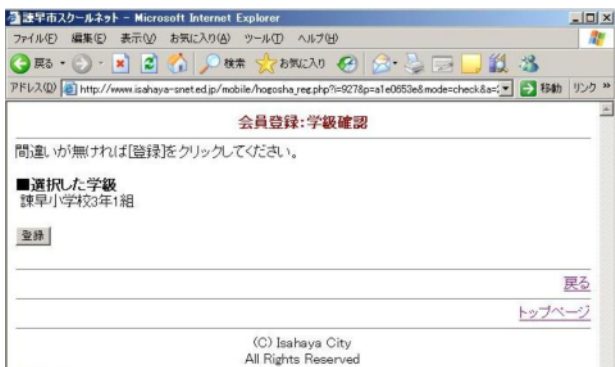 諫早市スクールネット - Microsoft Internet Explorer
ファイル(F) 編集(E) 表示(V) お気に入り(A) ツール(T) ヘルプ(H)
戻る 検索 お気に入り
アドレス(D) http://www.isahaya-snet.ed.jp/mobile/hogosha_reg.php?i=927&p=a1e0653e&mode=check&a= 移動 リンク »
会員登録:学級確認
間違いが無ければ[登録]をクリックしてください。
■選択した学級
諫早小学校3年1組
登録
戻る
トップページ
(C) Isahaya City
All Rights Reserved